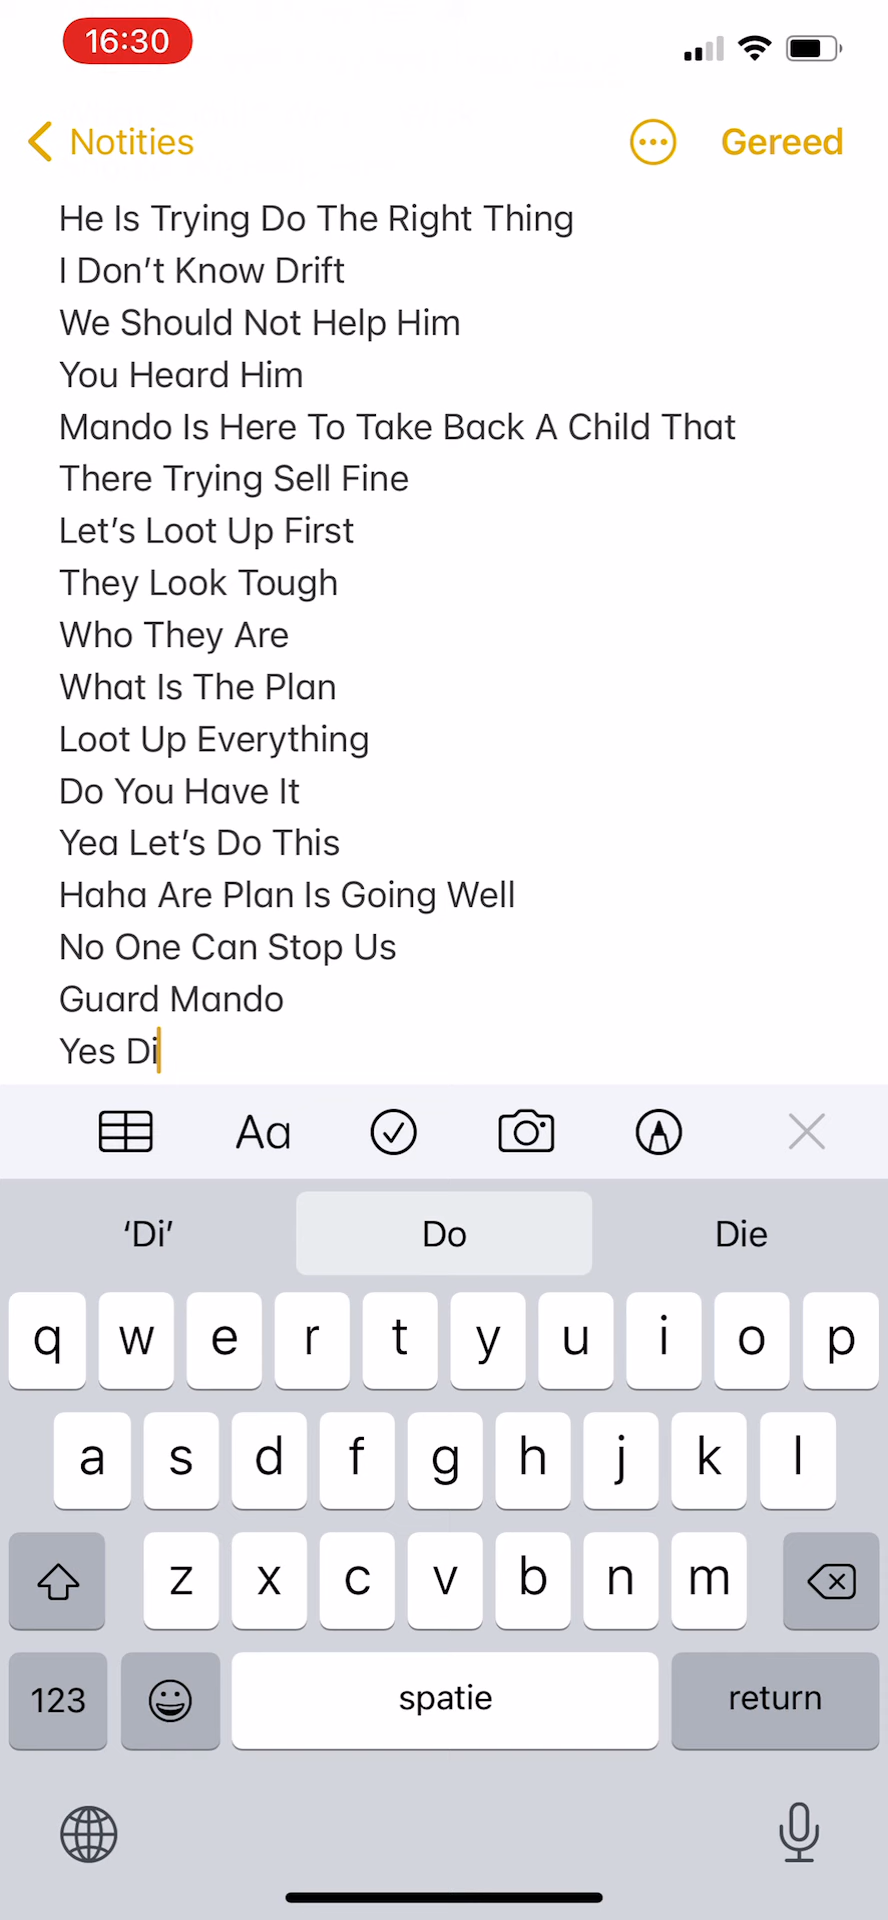 16:30
Notities
Gereed
He Is Trying Do The Right Thing
I Don’t Know Drift
We Should Not Help Him
You Heard Him
Mando Is Here To Take Back A Child That
There Trying Sell Fine
Let’s Loot Up First
They Look Tough
Who They Are
What Is The Plan
Loot Up Everything
Do You Have It
Yea Let’s Do This
Haha Are Plan Is Going Well
No One Can Stop Us
Guard Mando
Yes Di
Aa
‘Di’ Do Die
q w e r t y u i o p
a s d f g h j k l
z x c v b n m
123 spatie return